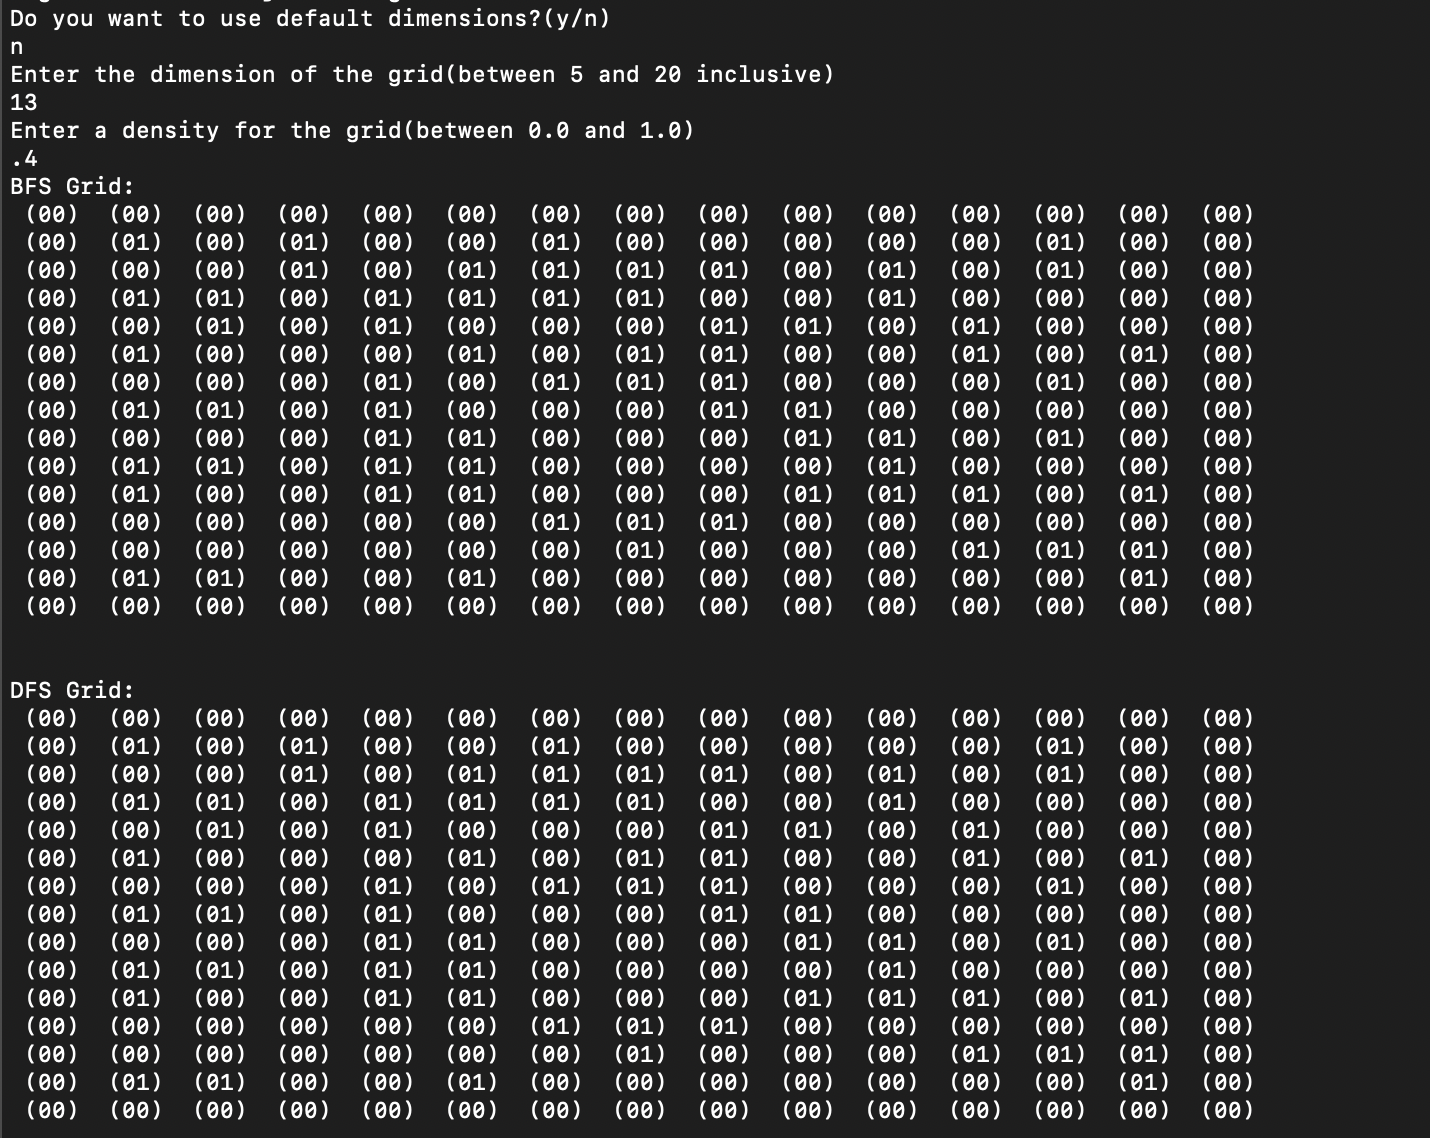 Do you want to use default dimensions?(y/n)
n
Enter the dimension of the grid(between 5 and 20 inclusive)
13
Enter a density for the grid(between 0.0 and 1.0)
.4
BFS Grid:
(00) (00) (00) (00) (00) (00) (00) (00) (00) (00) (00) (00) (00) (00) (00)
(00) (01) (00) (01) (00) (00) (01) (00) (00) (00) (00) (00) (01) (00) (00)
(00) (00) (00) (01) (00) (01) (01) (01) (01) (00) (01) (00) (01) (00) (00)
(00) (01) (01) (00) (01) (01) (01) (01) (00) (00) (01) (00) (00) (00) (00)
(00) (00) (01) (00) (01) (00) (00) (00) (01) (01) (00) (01) (00) (00) (00)
(00) (01) (00) (00) (00) (01) (00) (01) (01) (00) (00) (01) (00) (01) (00)
(00) (00) (00) (00) (01) (00) (01) (01) (01) (00) (00) (00) (01) (00) (00)
(00) (01) (01) (00) (01) (00) (00) (00) (01) (01) (00) (00) (00) (00) (00)
(00) (00) (00) (00) (01) (01) (00) (00) (00) (01) (01) (00) (01) (00) (00)
(00) (01) (01) (00) (01) (01) (00) (00) (00) (00) (01) (00) (00) (00) (00)
(00) (01) (00) (00) (01) (01) (00) (00) (00) (01) (01) (01) (00) (01) (00)
(00) (00) (00) (00) (00) (00) (01) (01) (01) (00) (00) (00) (00) (00) (00)
(00) (00) (00) (00) (00) (00) (00) (01) (00) (00) (00) (01) (01) (01) (00)
(00) (01) (01) (00) (00) (01) (00) (00) (00) (00) (00) (00) (00) (01) (00)
(00) (00) (00) (00) (00) (00) (00) (00) (00) (00) (00) (00) (00) (00) (00)
DFS Grid:
(00) (00) (00) (00) (00) (00) (00) (00) (00) (00) (00) (00) (00) (00) (00)
(00) (01) (00) (01) (00) (00) (01) (00) (00) (00) (00) (00) (01) (00) (00)
(00) (00) (00) (01) (00) (01) (01) (01) (01) (00) (01) (00) (01) (00) (00)
(00) (01) (01) (00) (01) (01) (01) (01) (00) (00) (01) (00) (00) (00) (00)
(00) (00) (01) (00) (01) (00) (00) (00) (01) (01) (00) (01) (00) (00) (00)
(00) (01) (00) (00) (00) (01) (00) (01) (01) (00) (00) (01) (00) (01) (00)
(00) (00) (00) (00) (01) (00) (01) (01) (01) (00) (00) (00) (01) (00) (00)
(00) (01) (01) (00) (01) (00) (00) (00) (01) (01) (00) (00) (00) (00) (00)
(00) (00) (00) (00) (01) (01) (00) (00) (00) (01) (01) (00) (01) (00) (00)
(00) (01) (01) (00) (01) (01) (00) (00) (00) (00) (01) (00) (00) (00) (00)
(00) (01) (00) (00) (01) (01) (00) (00) (00) (01) (01) (01) (00) (01) (00)
(00) (00) (00) (00) (00) (00) (01) (01) (01) (00) (00) (00) (00) (00) (00)
(00) (00) (00) (00) (00) (00) (00) (01) (00) (00) (00) (01) (01) (01) (00)
(00) (01) (01) (00) (00) (01) (00) (00) (00) (00) (00) (00) (00) (01) (00)
(00) (00) (00) (00) (00) (00) (00) (00) (00) (00) (00) (00) (00) (00) (00)